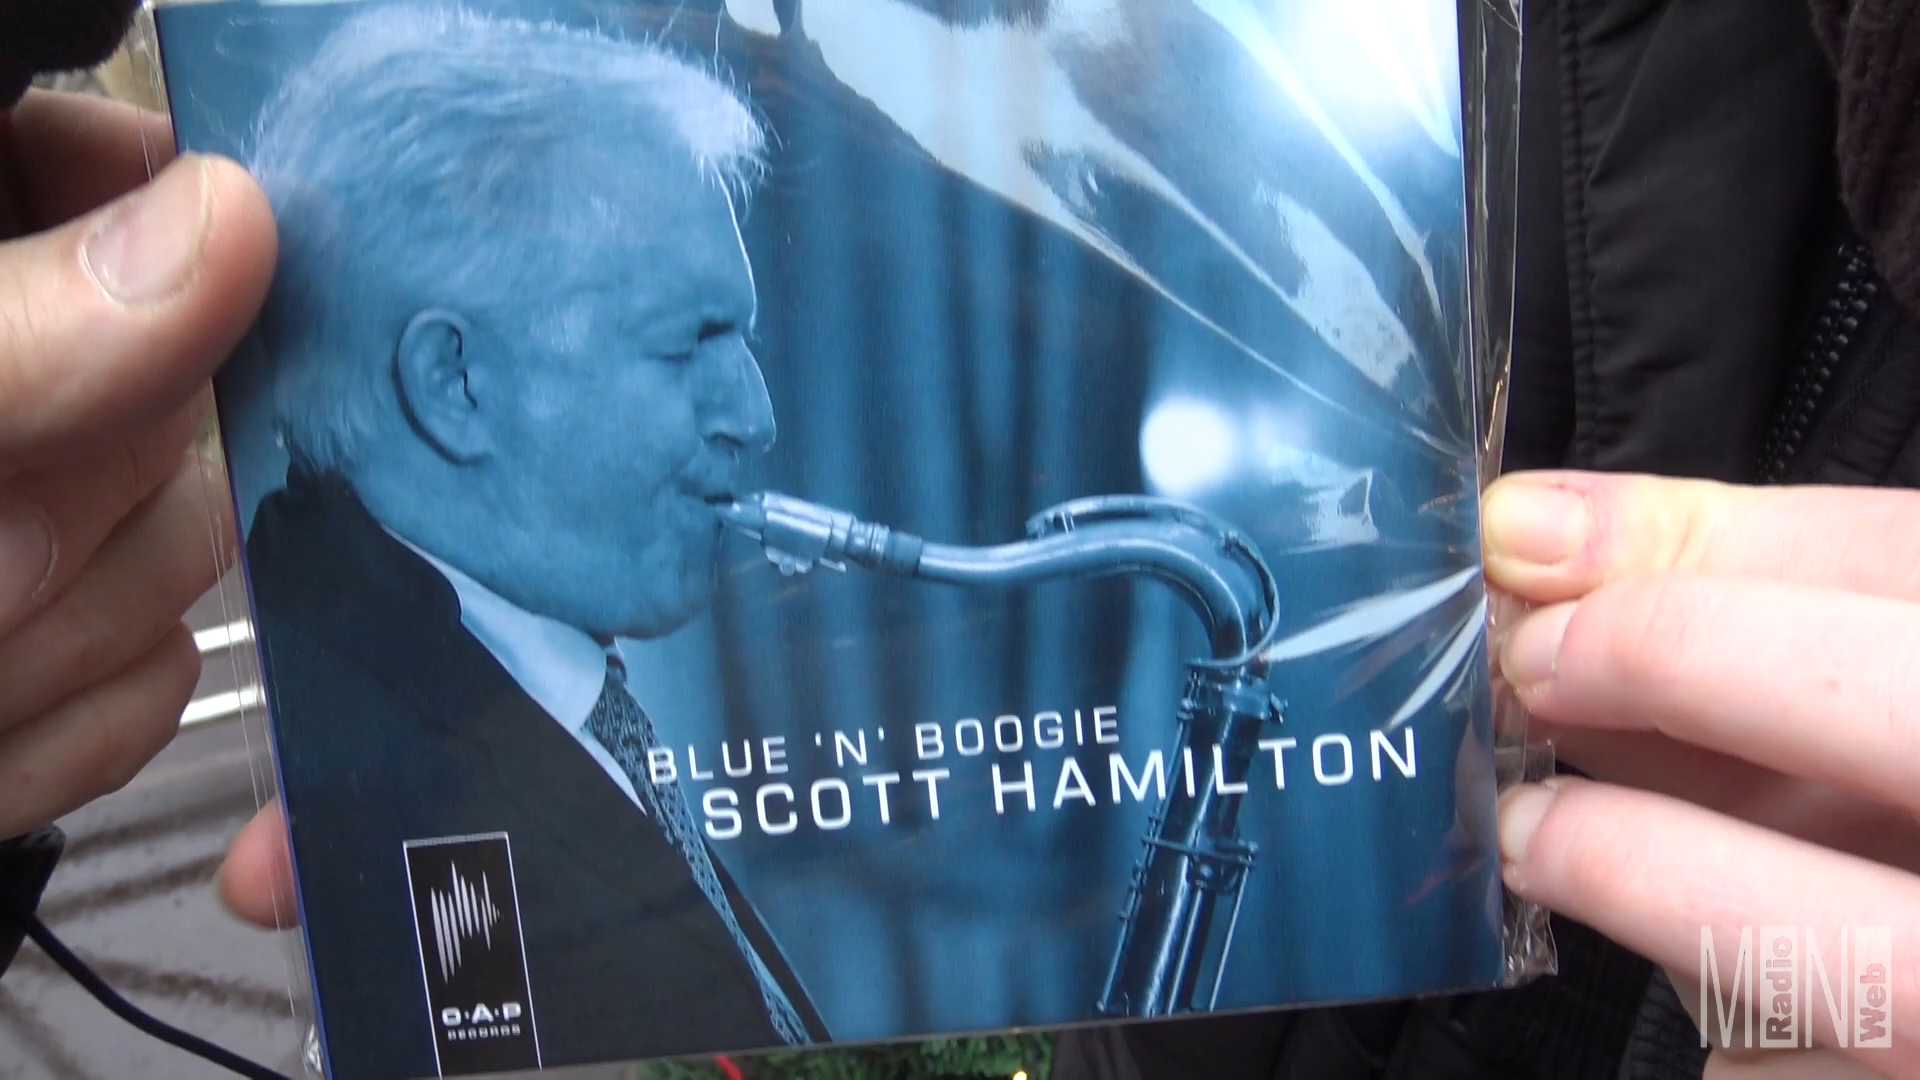 BLUE 'N' BOOGIE
SCOTT HAMILTON
C·A·P
RECORDS
M Radio N Web